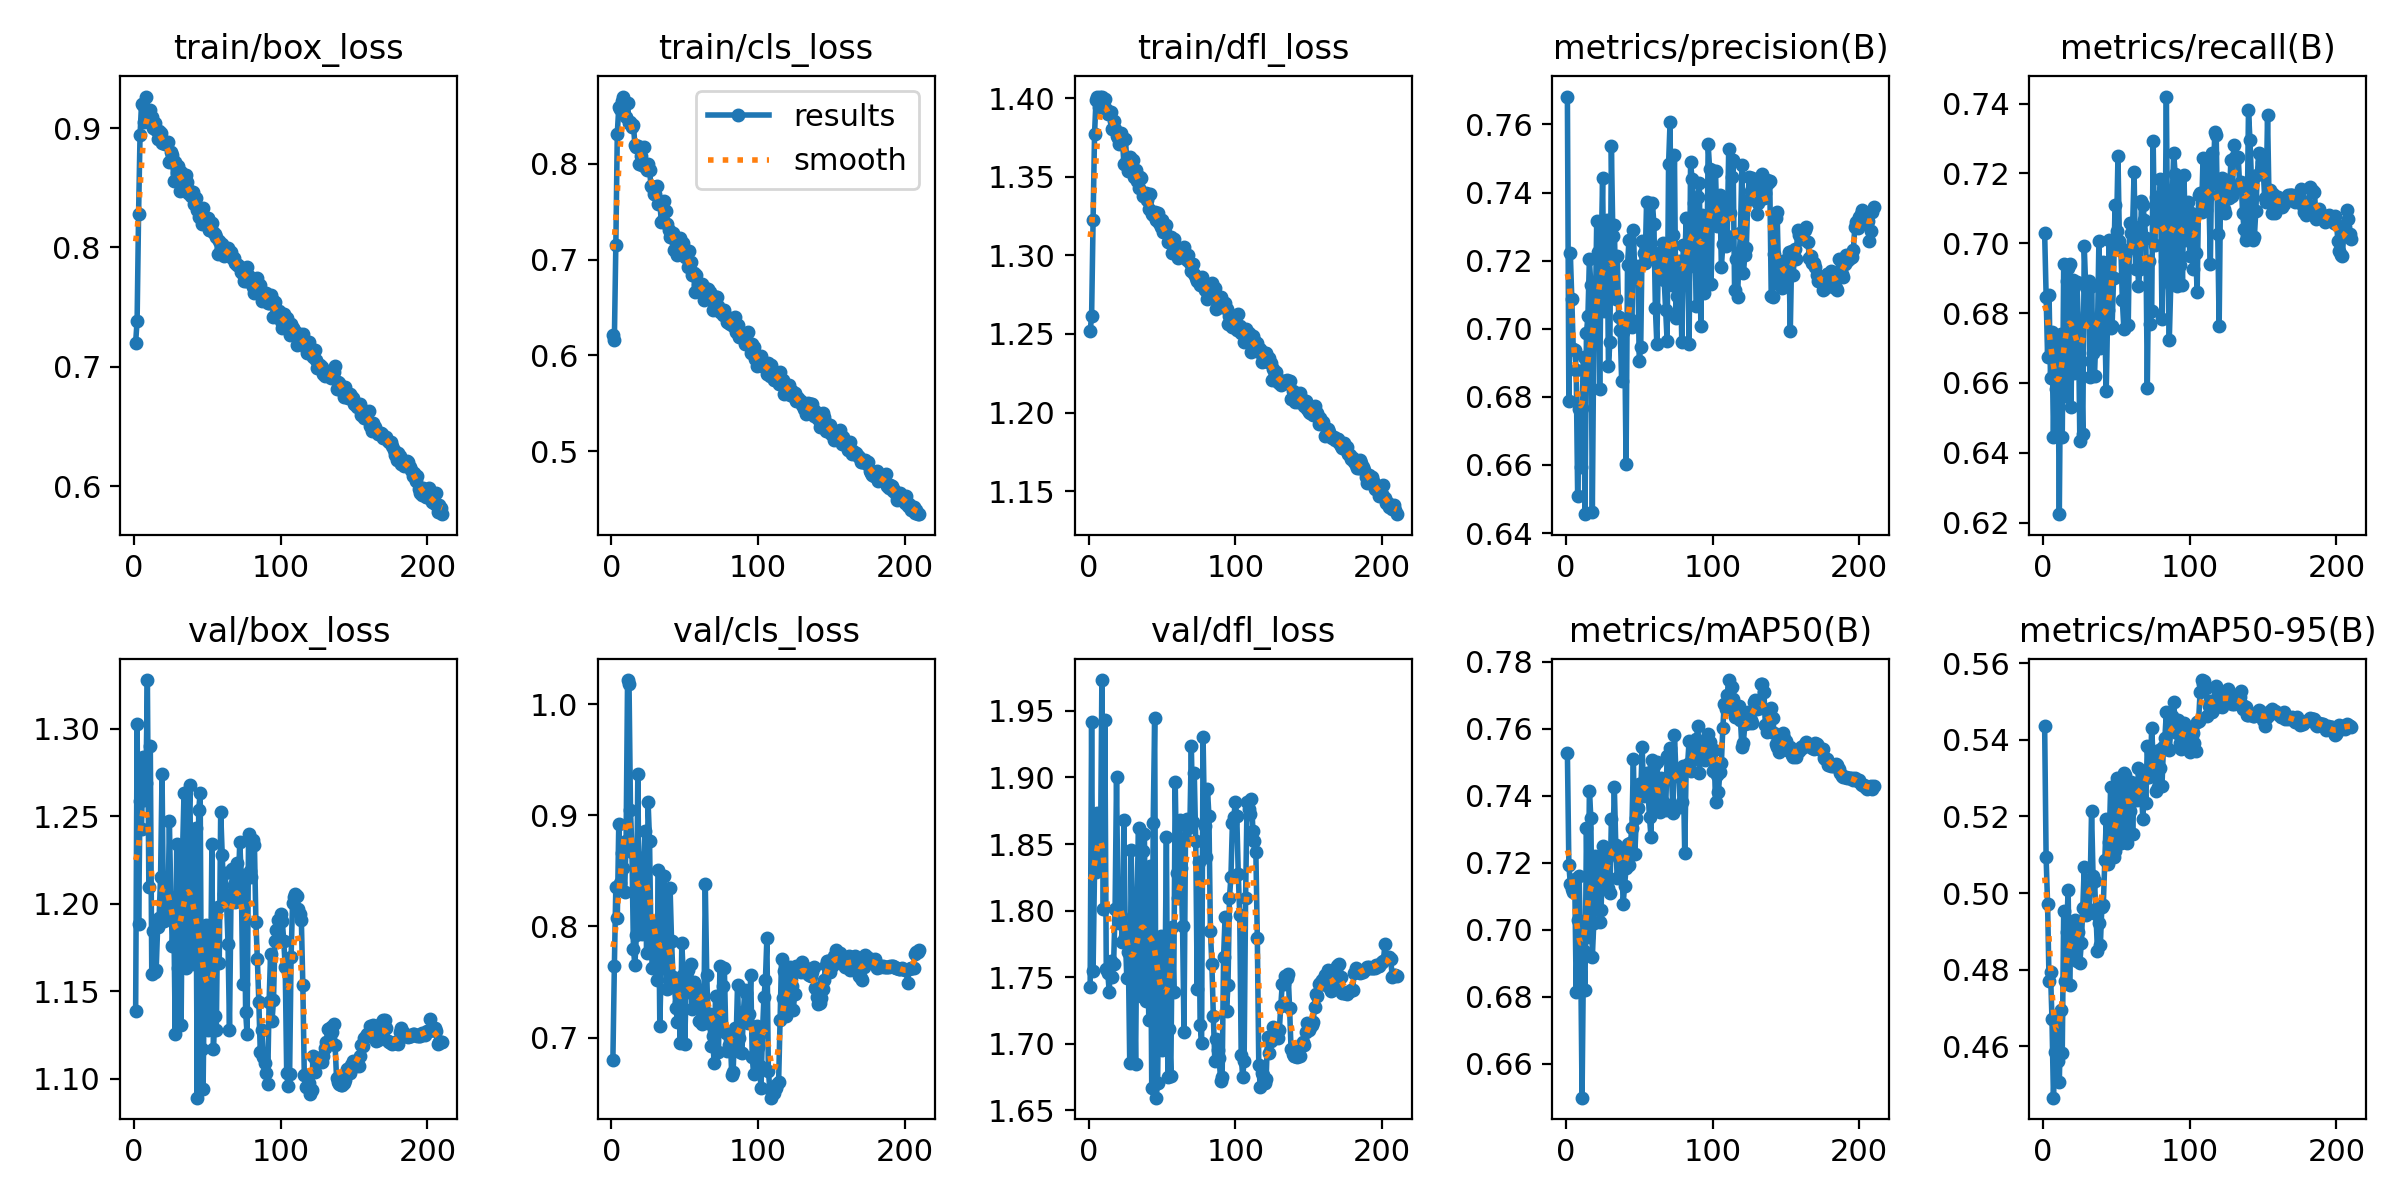 train/box_loss
0.9
0.8
0.7
0.6
0 100 200
train/cls_loss
results
smooth
0.8
0.7
0.6
0.5
0 100 200
train/dfl_loss
1.40
1.35
1.30
1.25
1.20
1.15
0 100 200
metrics/precision(B)
0.76
0.74
0.72
0.70
0.68
0.66
0.64
0 100 200
metrics/recall(B)
0.74
0.72
0.70
0.68
0.66
0.64
0.62
0 100 200
val/box_loss
1.30
1.25
1.20
1.15
1.10
0 100 200
val/cls_loss
1.0
0.9
0.8
0.7
0 100 200
val/dfl_loss
1.95
1.90
1.85
1.80
1.75
1.70
1.65
0 100 200
metrics/mAP50(B)
0.78
0.76
0.74
0.72
0.70
0.68
0.66
0 100 200
metrics/mAP50-95(B)
0.56
0.54
0.52
0.50
0.48
0.46
0 100 200